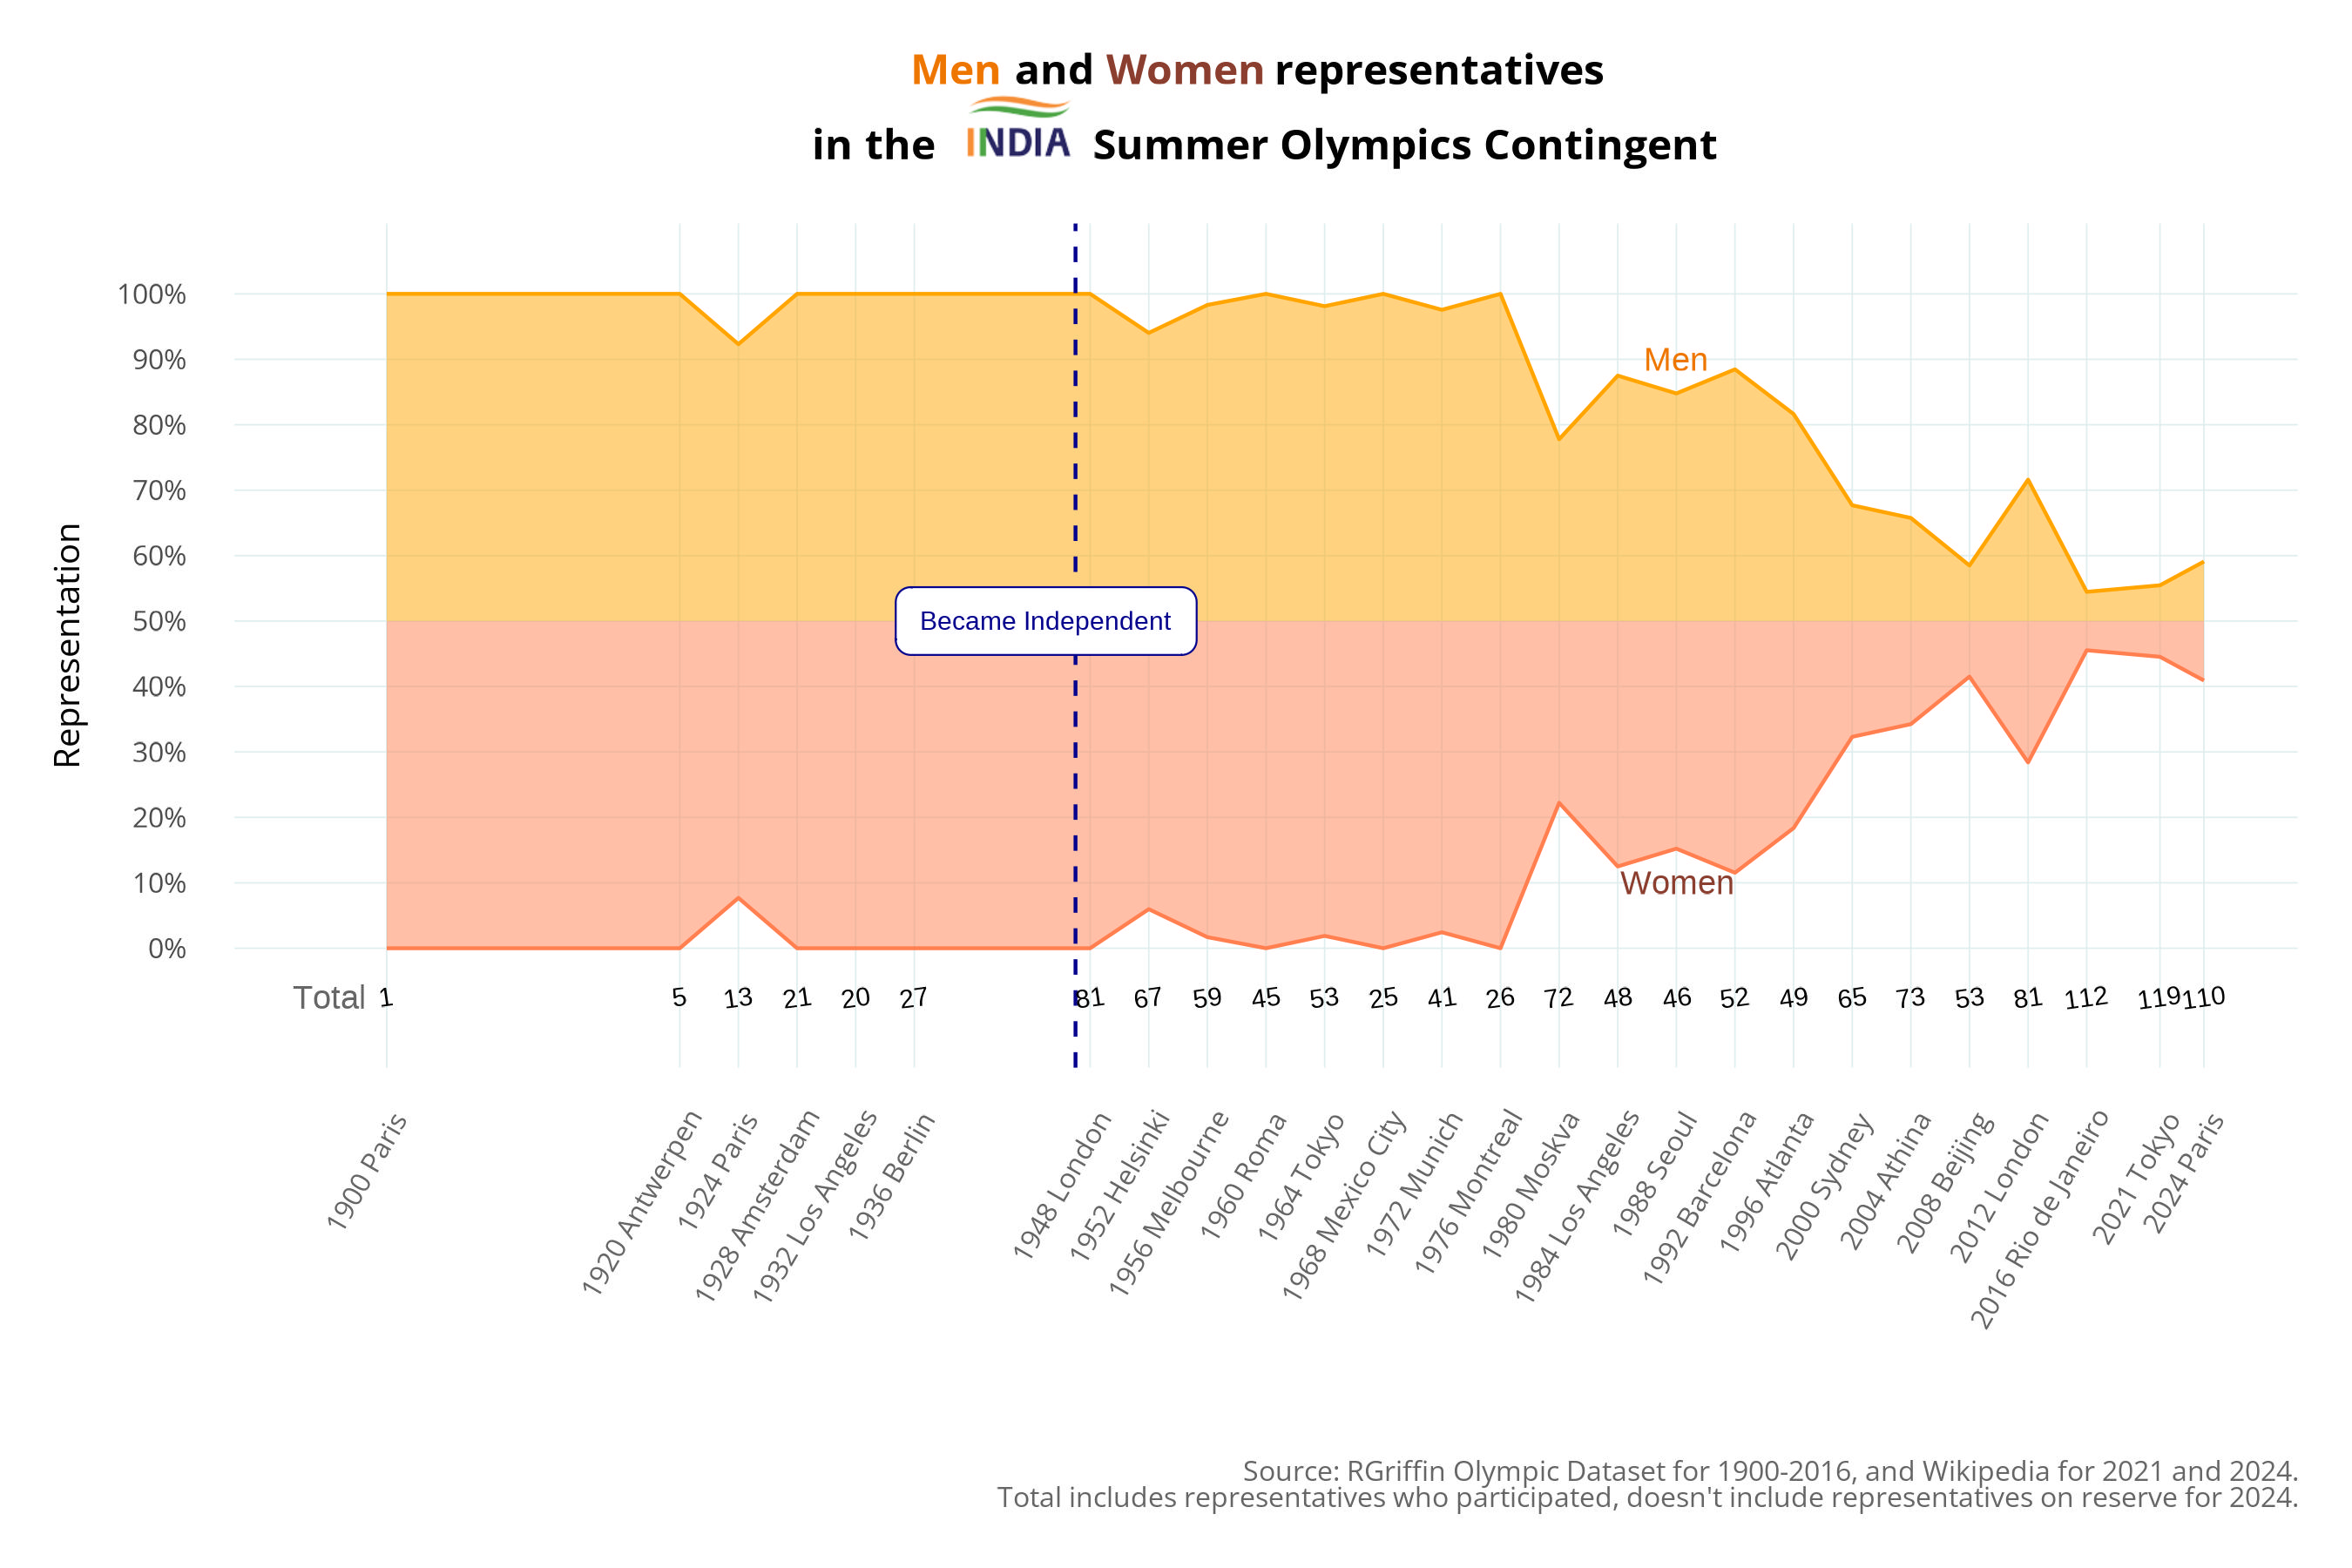 Men and Women representatives
in the INDIA Summer Olympics Contingent
Representation
100%
90%
80%
70%
60%
50%
40%
30%
20%
10%
0%
Men
Became Independent
Women
Total 1 5 13 21 20 27 81 67 59 45 53 25 41 26 72 48 46 52 49 65 73 53 81 112 119 110
1900 Paris
1920 Antwerpen
1924 Paris
1928 Amsterdam
1932 Los Angeles
1936 Berlin
1948 London
1952 Helsinki
1956 Melbourne
1960 Roma
1964 Tokyo
1968 Mexico City
1972 Munich
1976 Montreal
1980 Moskva
1984 Los Angeles
1988 Seoul
1992 Barcelona
1996 Atlanta
2000 Sydney
2004 Athina
2008 Beijing
2012 London
2016 Rio de Janeiro
2021 Tokyo
2024 Paris
Source: RGriffin Olympic Dataset for 1900-2016, and Wikipedia for 2021 and 2024.
Total includes representatives who participated, doesn't include representatives on reserve for 2024.